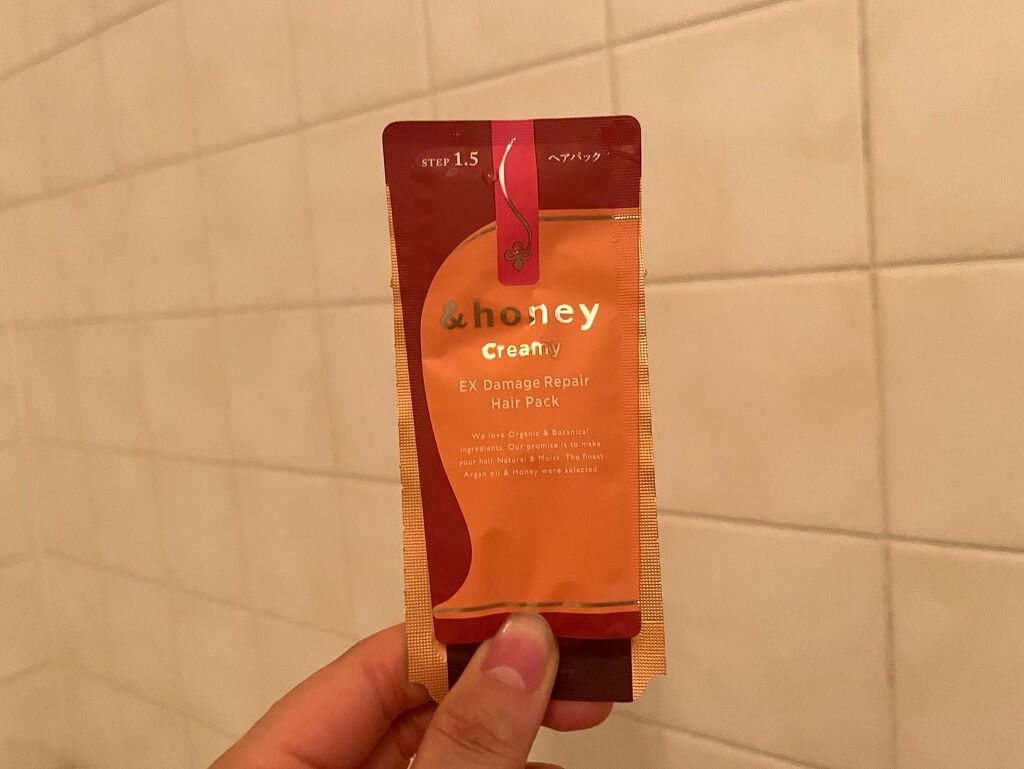 STEP 1.5
ヘアパック
&honey
Creamy
EX Damage Repair
Hair Pack
We love Organic & Botanical
ingredients. Our promise is to make
your hair Natural & Moist. The finest
Argan oil & Honey were selected